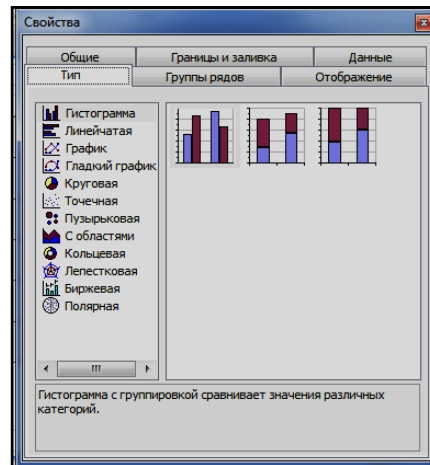 Свойства
Общие Границы и заливка Данные
Тип Группы рядов Отображение
Гистограмма
Линейчатая
График
Гладкий график
Круговая
Точечная
Пузырьковая
С областями
Кольцевая
Лепестковая
Биржевая
Полярная
Гистограмма с группировкой сравнивает значения различных
категорий.